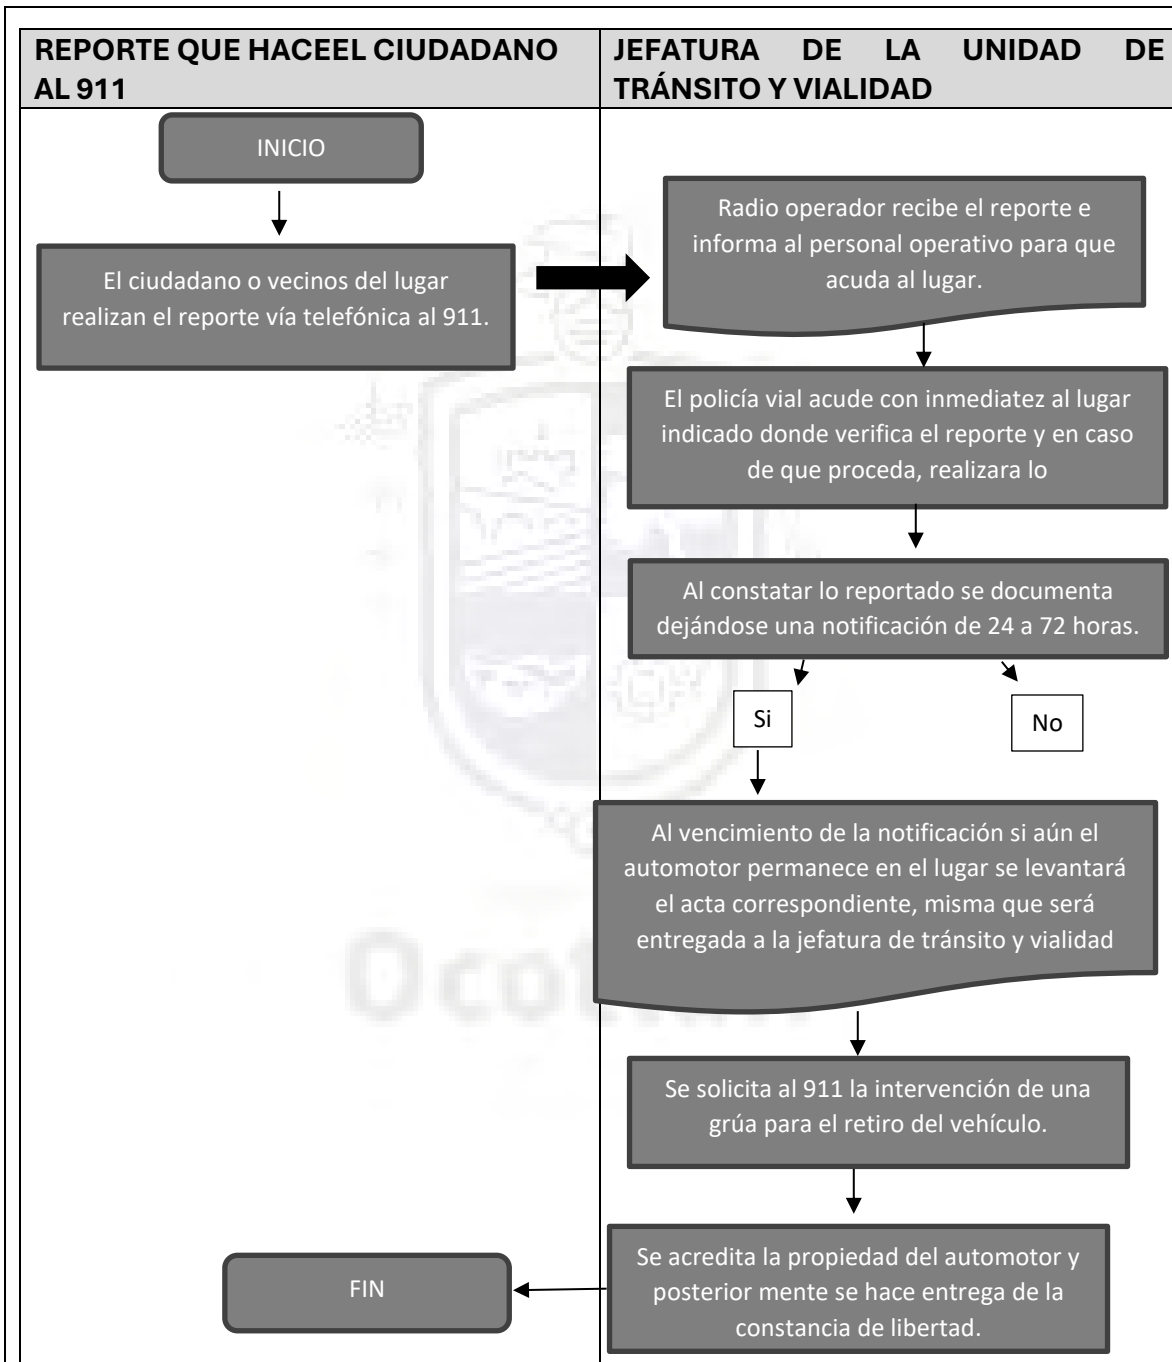 REPORTE QUE HACEEL CIUDADANO
AL 911
JEFATURA DE LA UNIDAD DE
TRÁNSITO Y VIALIDAD
INICIO
El ciudadano o vecinos del lugar
realizan el reporte vía telefónica al 911.
Radio operador recibe el reporte e
informa al personal operativo para que
acuda al lugar.
El policía vial acude con inmediatez al lugar
indicado donde verifica el reporte y en caso
de que proceda, realizara lo
Al constatar lo reportado se documenta
dejándose una notificación de 24 a 72 horas.
Si
No
Al vencimiento de la notificación si aún el
automotor permanece en el lugar se levantará
el acta correspondiente, misma que será
entregada a la jefatura de tránsito y vialidad
Se solicita al 911 la intervención de una
grúa para el retiro del vehículo.
Se acredita la propiedad del automotor y
posterior mente se hace entrega de la
constancia de libertad.
FIN